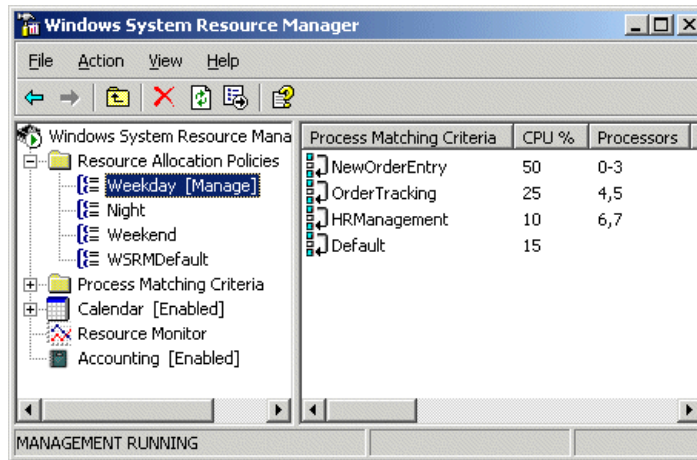 Windows System Resource Manager
File Action View Help
Windows System Resource Mana
Resource Allocation Policies
Weekday [Manage]
Night
Weekend
WSRMDefault
Process Matching Criteria
Calendar [Enabled]
Resource Monitor
Accounting [Enabled]
Process Matching Criteria CPU % Processors
NewOrderEntry 50 0-3
OrderTracking 25 4,5
HRManagement 10 6,7
Default 15
MANAGEMENT RUNNING